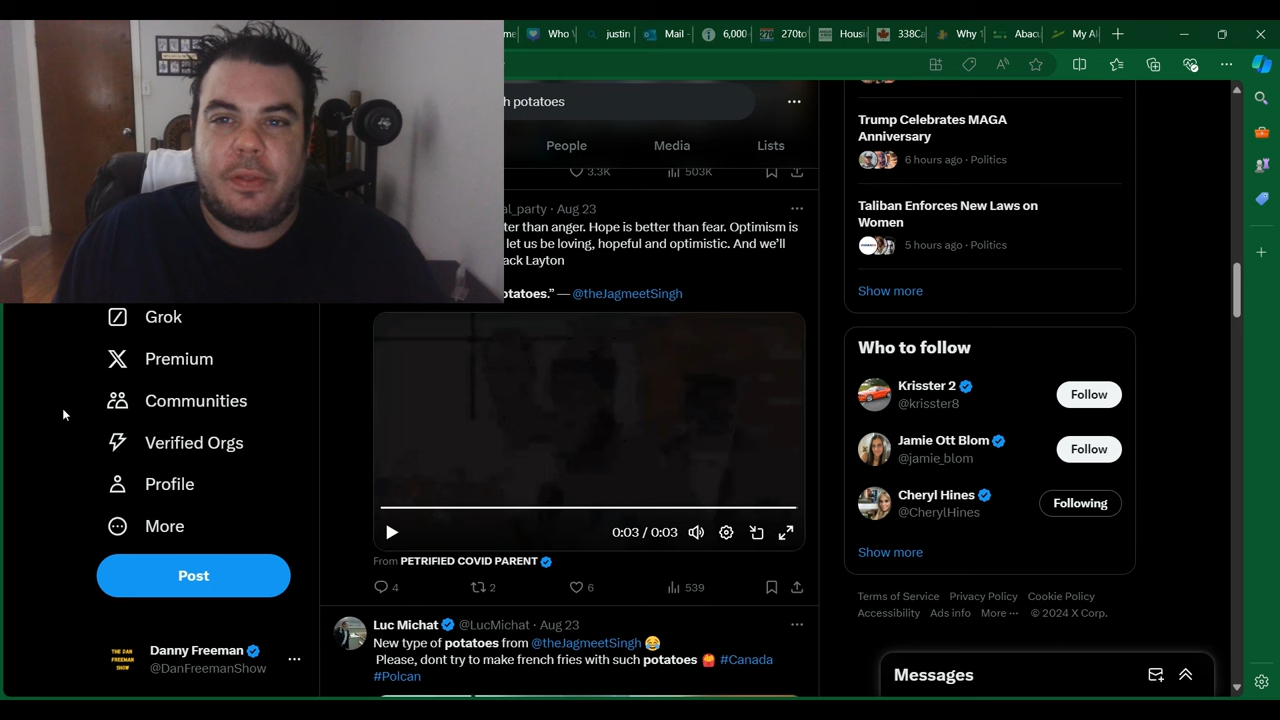 me
Who \
justin
Mail -
6,000
270to
Housi
338Ca
Why 1
Abac
My Al
h potatoes
People
Media
Lists
3.3K
503K
al_party · Aug 23
ter than anger. Hope is better than fear. Optimism is
let us be loving, hopeful and optimistic. And we'll
ack Layton
otatoes." — @theJagmeetSingh
0:03 / 0:03
From PETRIFIED COVID PARENT
4
2
6
539
Luc Michat @LucMichat · Aug 23
New type of potatoes from @theJagmeetSingh 😂
Please, dont try to make french fries with such potatoes 🍟 #Canada
#Polcan
Grok
Premium
Communities
Verified Orgs
Profile
More
Post
THE DAN
FREEMAN
SHOW
Danny Freeman
@DanFreemanShow
Trump Celebrates MAGA
Anniversary
6 hours ago · Politics
Taliban Enforces New Laws on
Women
5 hours ago · Politics
Show more
Who to follow
Krisster 2
@krisster8
Follow
Jamie Ott Blom
@jamie_blom
Follow
Cheryl Hines
@CherylHines
Following
Show more
Terms of Service Privacy Policy Cookie Policy
Accessibility Ads info More ··· © 2024 X Corp.
Messages